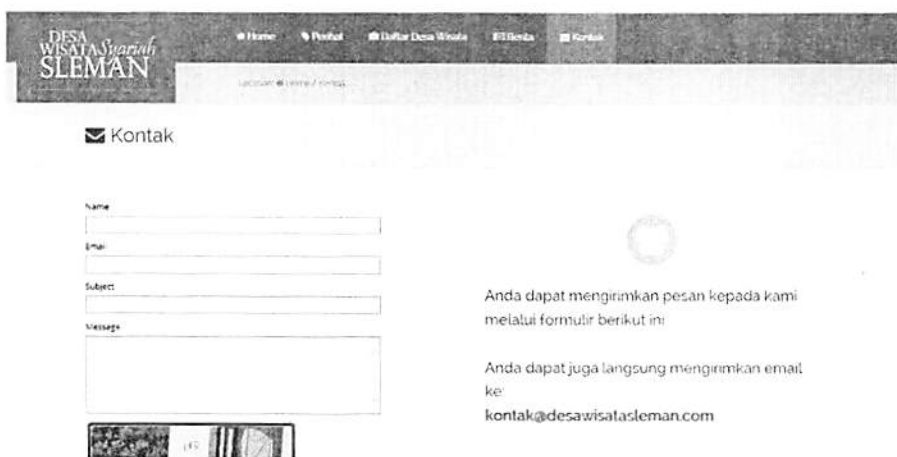 DESA
WISATA Syariah
SLEMAN
Home Perihal Daftar Desa Wisata Berita Kontak
Kontak
Name
Email
Subject
Message
Anda dapat mengirimkan pesan kepada kami
melalui formulir berikut ini
Anda dapat juga langsung mengirimkan email
ke:
kontak@desawisatasleman.com